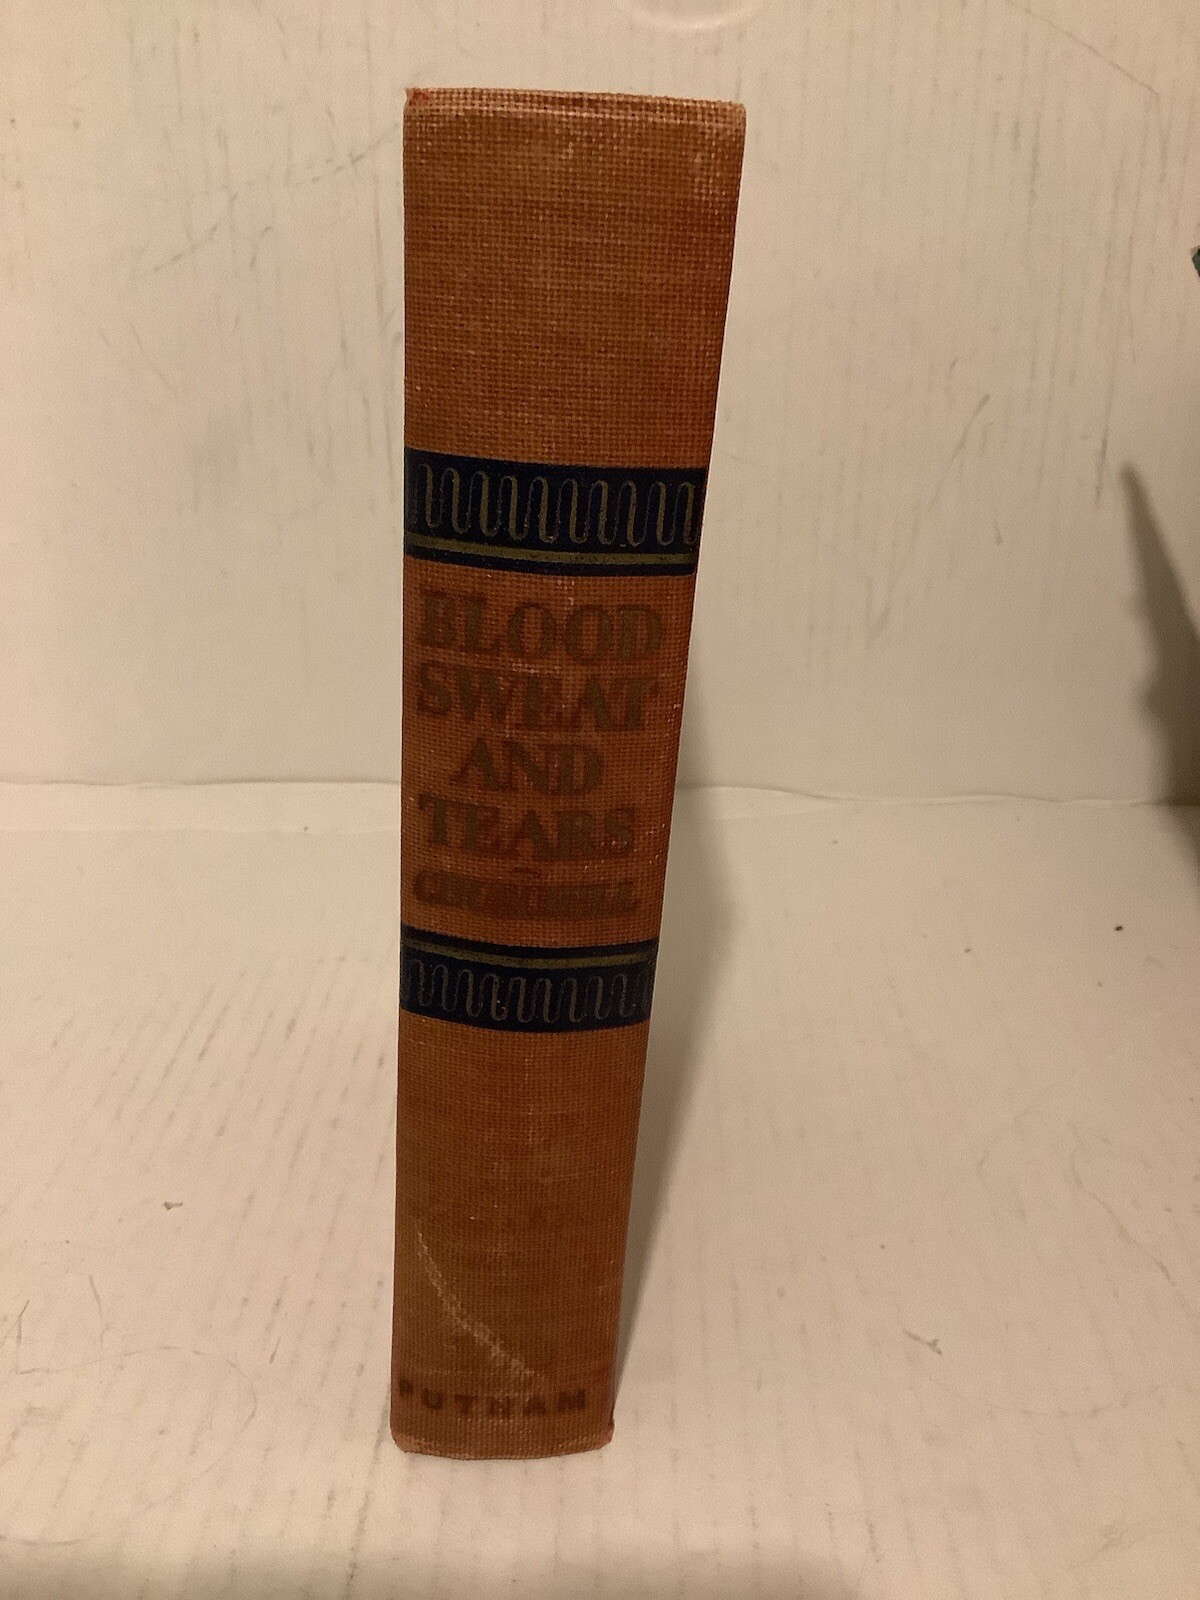 BLOOD
SWEAT
AND
TEARS
CHURCHILL
PUTNAM